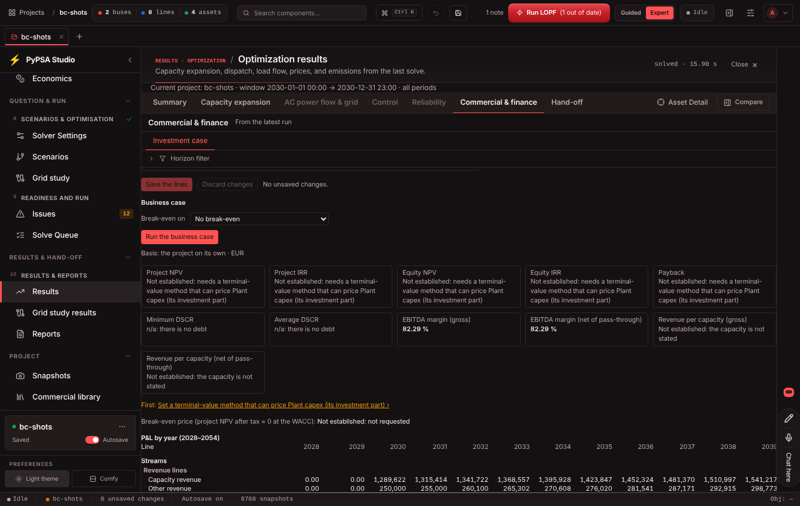 Projects / bc-shots
2 buses 0 lines 4 assets
Search components...
⌘ Ctrl K
1 note
Run LOPF (1 out of date)
Guided Expert
Idle
A
bc-shots × +
PyPSA Studio
Economics
QUESTION & RUN
SCENARIOS & OPTIMISATION
Solver Settings
Scenarios
Grid study
READINESS AND RUN
Issues 12
Solve Queue
RESULTS & HAND-OFF
10 RESULTS & REPORTS
Results
Grid study results
Reports
PROJECT
Snapshots
Commercial library
bc-shots ...
Saved Autosave
PREFERENCES
Light theme Comfy
RESULTS · OPTIMIZATION / Optimization results
Capacity expansion, dispatch, load flow, prices, and emissions from the last solve.
solved · 15.90 s Close ×
Current project: bc-shots · window 2030-01-01 00:00 → 2030-12-31 23:00 · all periods
Summary Capacity expansion AC power flow & grid Control Reliability Commercial & finance Hand-off
Asset Detail Compare
Commercial & finance From the latest run
Investment case
› Horizon filter
Save the lines Discard changes No unsaved changes.
Business case
Break-even on No break-even
Run the business case
Basis: the project on its own · EUR
Project NPV
Not established: needs a terminal-value method that can price Plant capex (its investment part)
Project IRR
Not established: needs a terminal-value method that can price Plant capex (its investment part)
Equity NPV
Not established: needs a terminal-value method that can price Plant capex (its investment part)
Equity IRR
Not established: needs a terminal-value method that can price Plant capex (its investment part)
Payback
Not established: needs a terminal-value method that can price Plant capex (its investment part)
Minimum DSCR
n/a: there is no debt
Average DSCR
n/a: there is no debt
EBITDA margin (gross)
82.29 %
EBITDA margin (net of pass-through)
82.29 %
Revenue per capacity (gross)
Not established: the capacity is not stated
Revenue per capacity (net of pass-through)
Not established: the capacity is not stated
First: Set a terminal-value method that can price Plant capex (its investment part) ›
Break-even price (project NPV after tax = 0 at the WACC): Not established: not requested
P&L by year (2028–2054)
Line 2028 2029 2030 2031 2032 2033 2034 2035 2036 2037 2038 2039
Streams
Revenue lines
Capacity revenue 0.00 0.00 1,289,622 1,315,414 1,341,722 1,368,557 1,395,928 1,423,847 1,452,324 1,481,370 1,510,997 1,541,217
Other revenue 0.00 0.00 250,000 255,000 260,100 265,302 270,608 276,020 281,541 287,171 292,915 298,773
Chat here
Idle bc-shots 0 unsaved changes Autosave on 8760 snapshots Obj: —